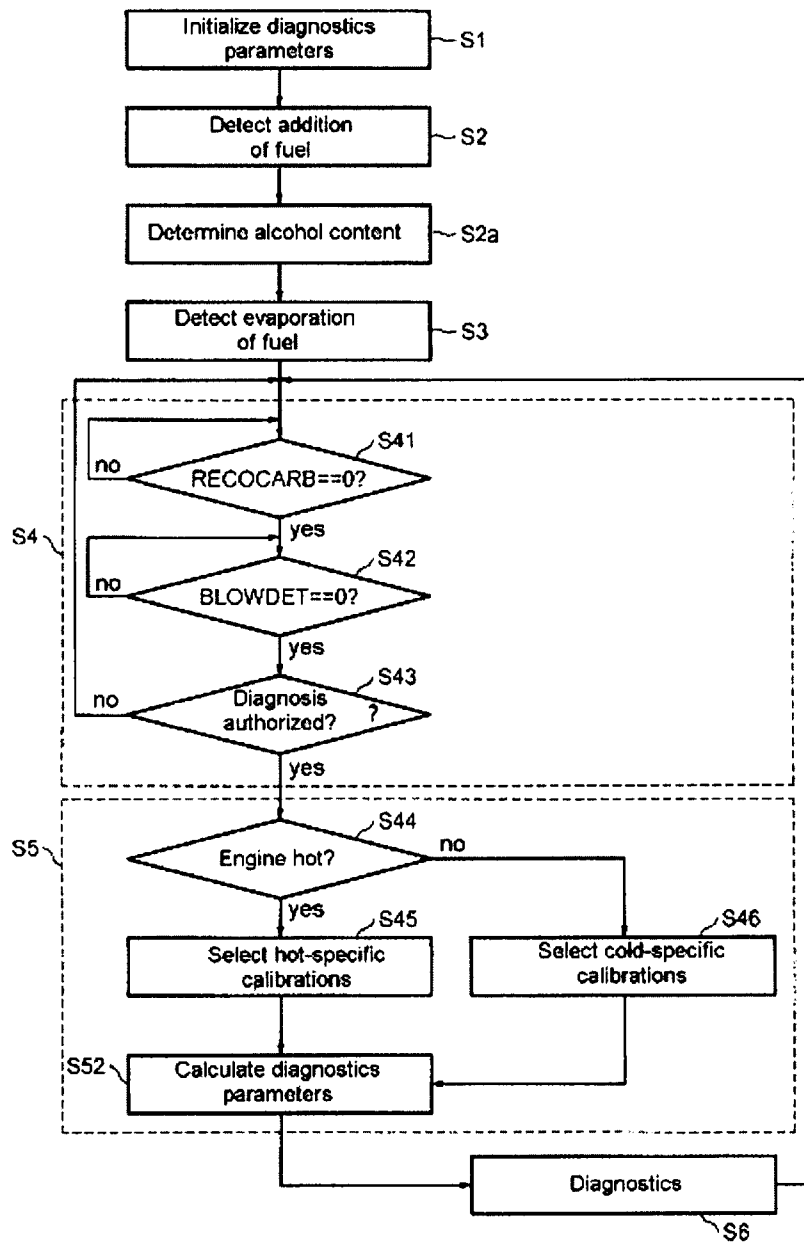 Initialize diagnostics
parameters
S1
Detect addition
of fuel
S2
Determine alcohol content
S2a
Detect evaporation
of fuel
S3
S4
S41
no
RECOCARB==0?
yes
S42
no
BLOWDET==0?
yes
S43
no
Diagnosis
authorized? ?
yes
S5
S44
Engine hot?
no
yes
S45
Select hot-specific
calibrations
S46
Select cold-specific
calibrations
S52
Calculate diagnostics
parameters
Diagnostics
S6